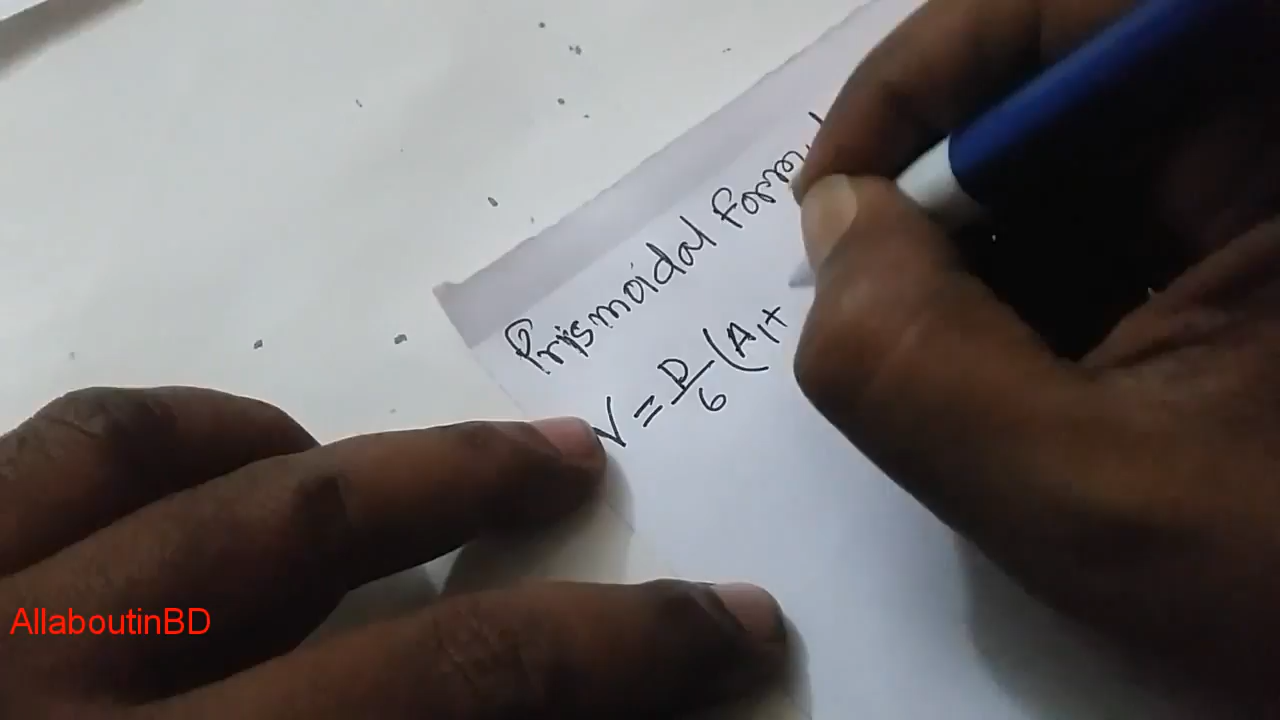 Prismoidal Form
V = D/6 (A1+
AllaboutinBD